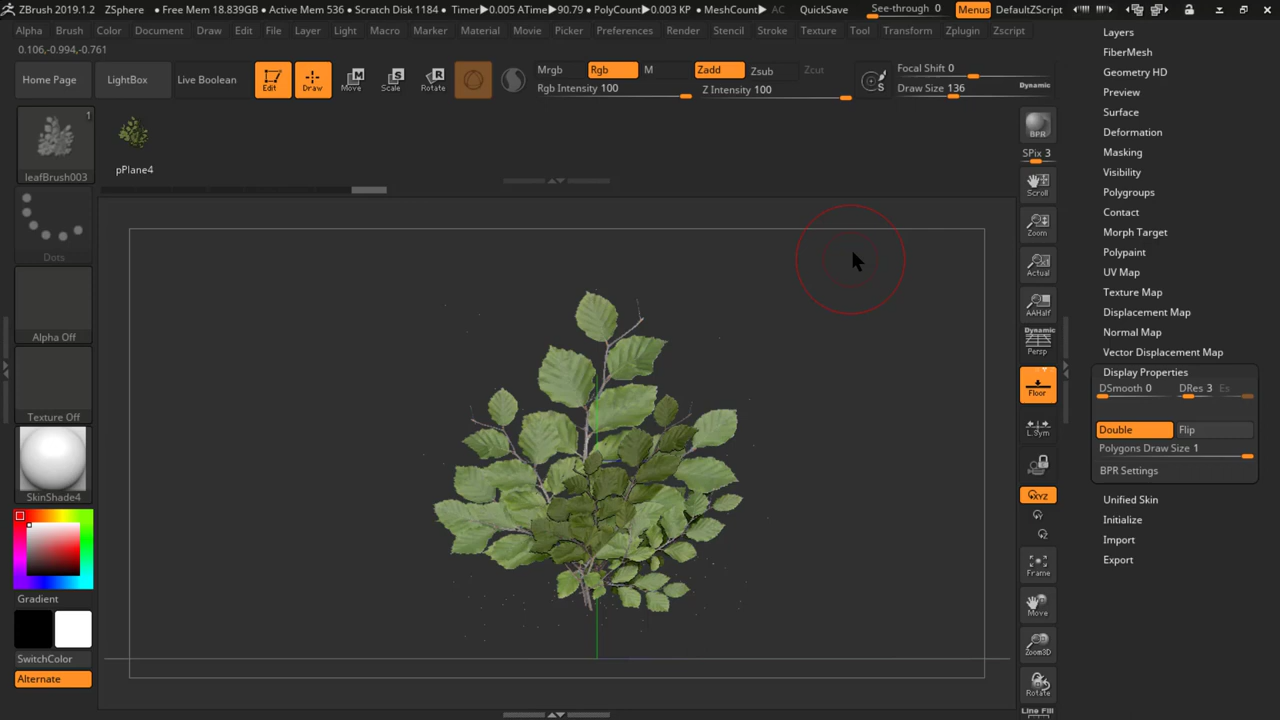 ZBrush 2019.1.2 • Free Mem 18.839GB • Active Mem 536 • Scratch Disk 1184 • Timer▶0.005 ATime▶90.79 • PolyCount▶0.003 KP • MeshCount▶ AC QuickSave See-through 0 Menus DefaultZScript
Alpha Brush Color Document Draw Edit File Layer Light Macro Marker Material Movie Picker Preferences Render Stencil Stroke Texture Tool Transform Zplugin Zscript
0.106,-0.994,-0.761
Home Page LightBox Live Boolean Edit Draw Move Scale Rotate
Mrgb Rgb M Zadd Zsub Zcut
Rgb Intensity 100 Z Intensity 100
Focal Shift 0
Draw Size 136 Dynamic
1
leafBrush003
pPlane4
Dots
Alpha Off
Texture Off
SkinShade4
Gradient
SwitchColor
Alternate
BPR
SPix 3
Scroll
Zoom
Actual
AAHalf
Dynamic
Persp
Floor
L.Sym
XYZ
Y
Z
Frame
Move
Zoom3D
Rotate
Line Fill
Layers
FiberMesh
Geometry HD
Preview
Surface
Deformation
Masking
Visibility
Polygroups
Contact
Morph Target
Polypaint
UV Map
Texture Map
Displacement Map
Normal Map
Vector Displacement Map
Display Properties
DSmooth 0 DRes 3 Es
Double Flip
Polygons Draw Size 1
BPR Settings
Unified Skin
Initialize
Import
Export